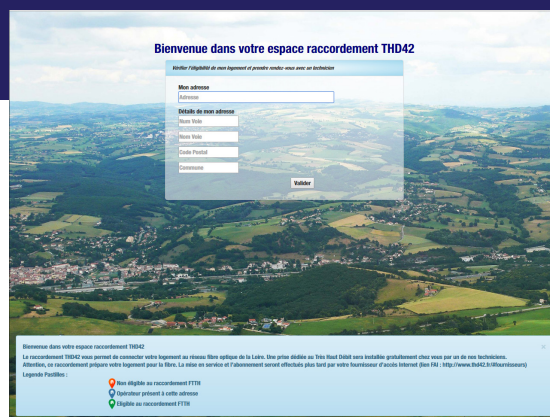 Bienvenue dans votre espace raccordement THD42
Vérifier l'éligibilité de mon logement et prendre rendez-vous avec un technicien
Mon adresse
Adresse
Détails de mon adresse
Num Voie
Nom Voie
Code Postal
Commune
Valider
Bienvenue dans votre espace raccordement THD42
Le raccordement THD42 vous permet de connecter votre logement au réseau fibre optique de la Loire. Une prise dédiée au Très Haut Débit sera installée gratuitement chez vous par un de nos techniciens.
Attention, ce raccordement prépare votre logement pour la fibre. La mise en service et l'abonnement seront effectués plus tard par votre fournisseur d'accès Internet (lien FAI : http://www.thd42.fr/#fournisseurs)
Legende Pastilles :
Non éligible au raccordement FTTH
Opérateur présent à cette adresse
Eligible au raccordement FTTH